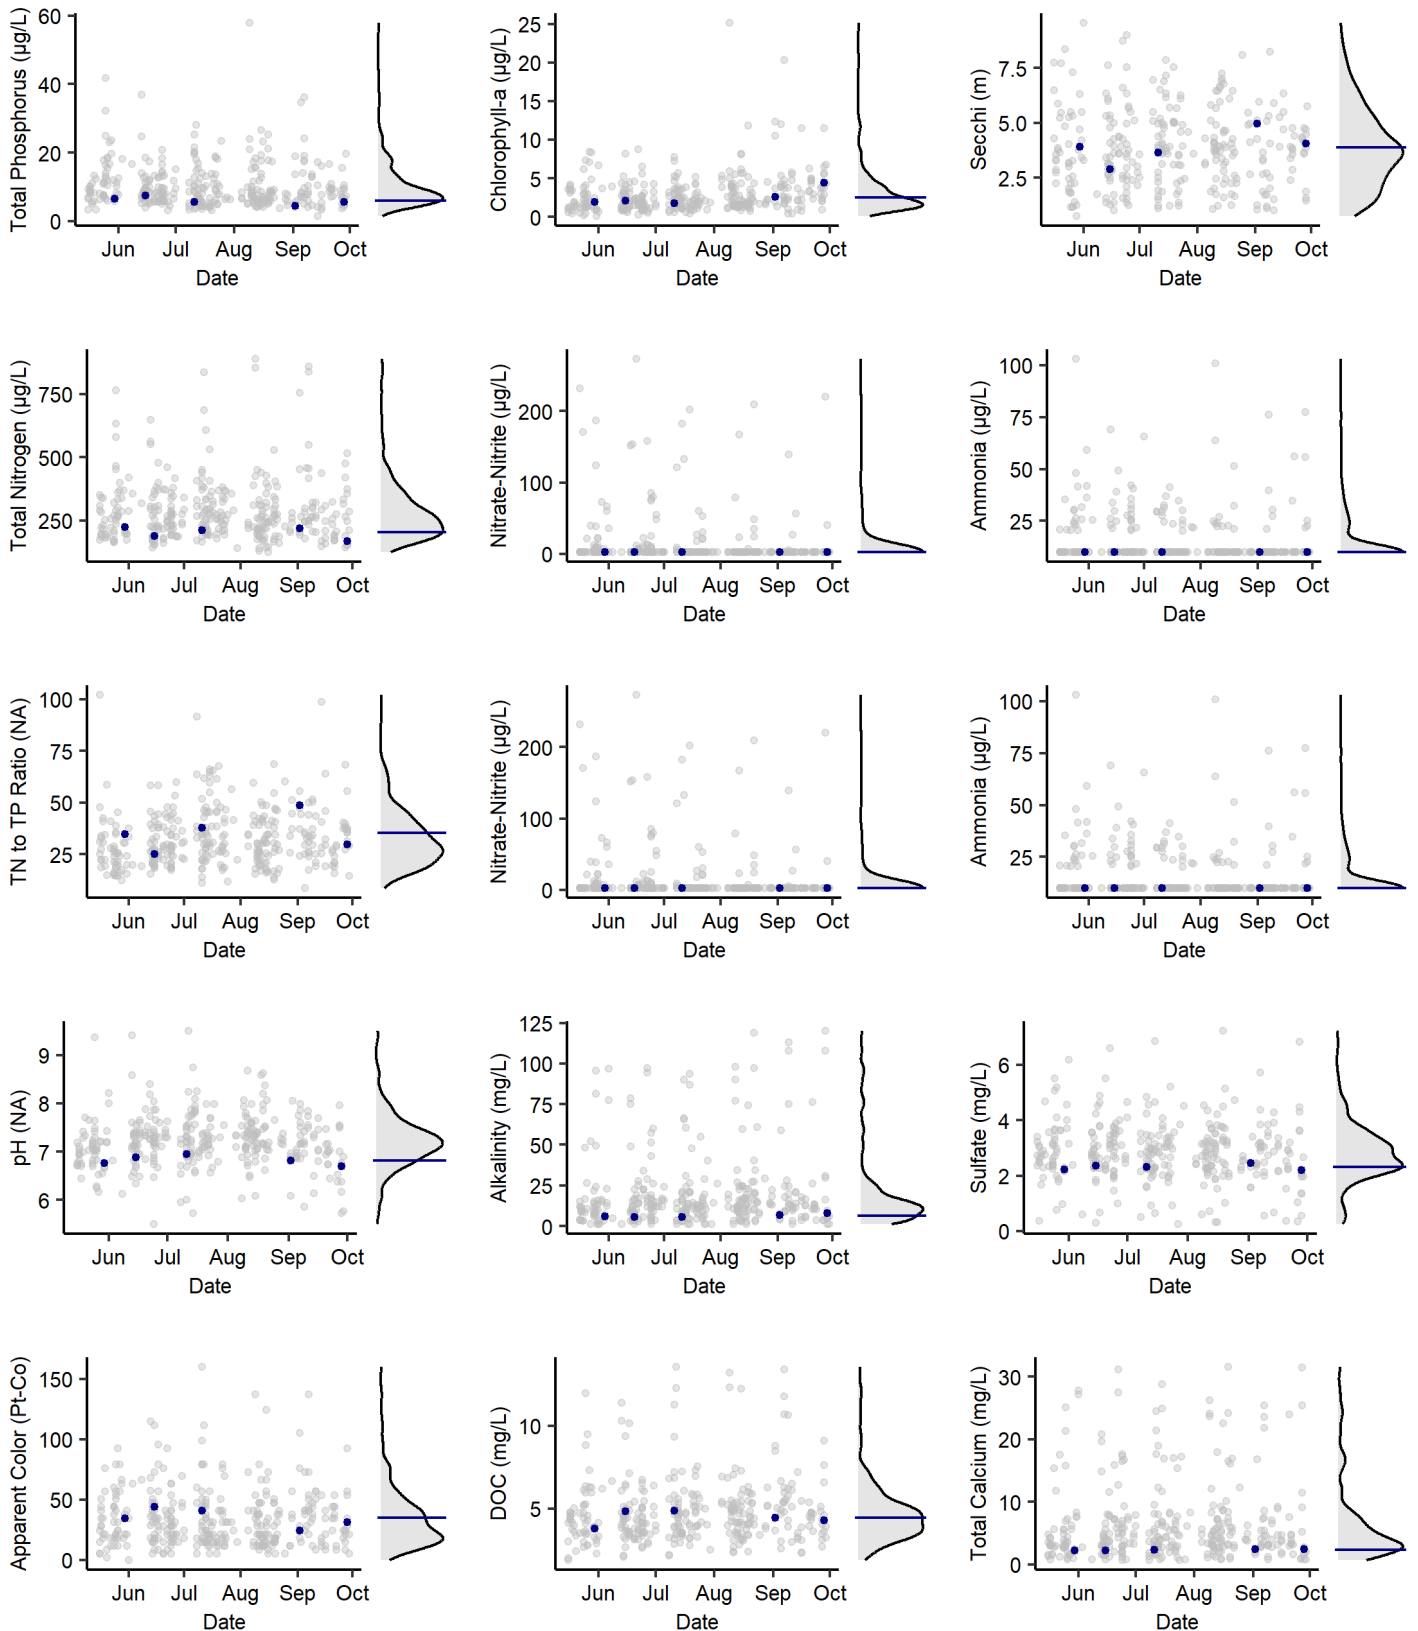 Total Phosphorus (µg/L)
60
40
20
0
Jun Jul Aug Sep Oct
Date
Chlorophyll-a (µg/L)
25
20
15
10
5
0
Jun Jul Aug Sep Oct
Date
Secchi (m)
7.5
5.0
2.5
Jun Jul Aug Sep Oct
Date
Total Nitrogen (µg/L)
750
500
250
Jun Jul Aug Sep Oct
Date
Nitrate-Nitrite (µg/L)
200
100
0
Jun Jul Aug Sep Oct
Date
Ammonia (µg/L)
100
75
50
25
Jun Jul Aug Sep Oct
Date
TN to TP Ratio (NA)
100
75
50
25
Jun Jul Aug Sep Oct
Date
Nitrate-Nitrite (µg/L)
200
100
0
Jun Jul Aug Sep Oct
Date
Ammonia (µg/L)
100
75
50
25
Jun Jul Aug Sep Oct
Date
pH (NA)
9
8
7
6
Jun Jul Aug Sep Oct
Date
Alkalinity (mg/L)
125
100
75
50
25
0
Jun Jul Aug Sep Oct
Date
Sulfate (mg/L)
6
4
2
0
Jun Jul Aug Sep Oct
Date
Apparent Color (Pt-Co)
150
100
50
0
Jun Jul Aug Sep Oct
Date
DOC (mg/L)
10
5
Jun Jul Aug Sep Oct
Date
Total Calcium (mg/L)
30
20
10
0
Jun Jul Aug Sep Oct
Date